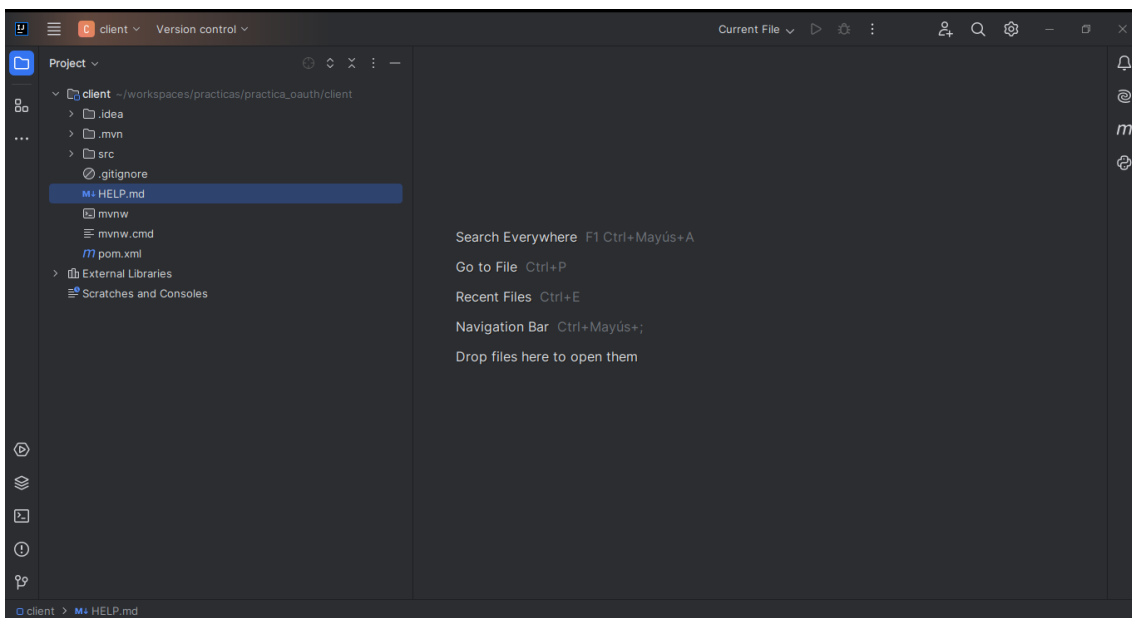 C client Version control Current File
Project
client ~/workspaces/practicas/practica_oauth/client
.idea
.mvn
src
.gitignore
M↓ HELP.md
mvnw
mvnw.cmd
m pom.xml
External Libraries
Scratches and Consoles
Search Everywhere F1 Ctrl+Mayús+A
Go to File Ctrl+P
Recent Files Ctrl+E
Navigation Bar Ctrl+Mayús+;
Drop files here to open them
client > M↓ HELP.md